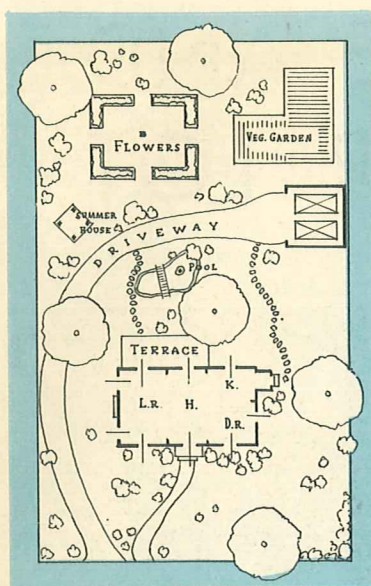 B
FLOWERS
VEG. GARDEN
SUMMER
HOUSE
DRIVEWAY
POOL
TERRACE
K.
L.R.
H.
D.R.